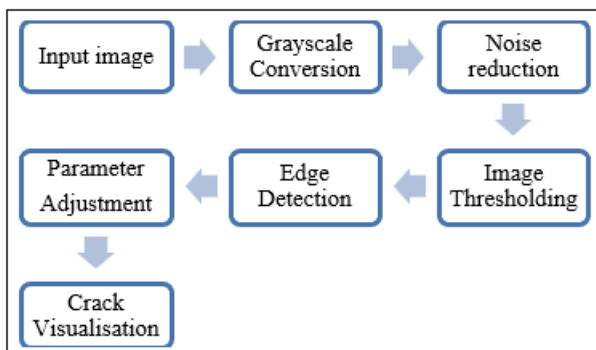 Input image
Grayscale
Conversion
Noise
reduction
Image
Thresholding
Edge
Detection
Parameter
Adjustment
Crack
Visualisation